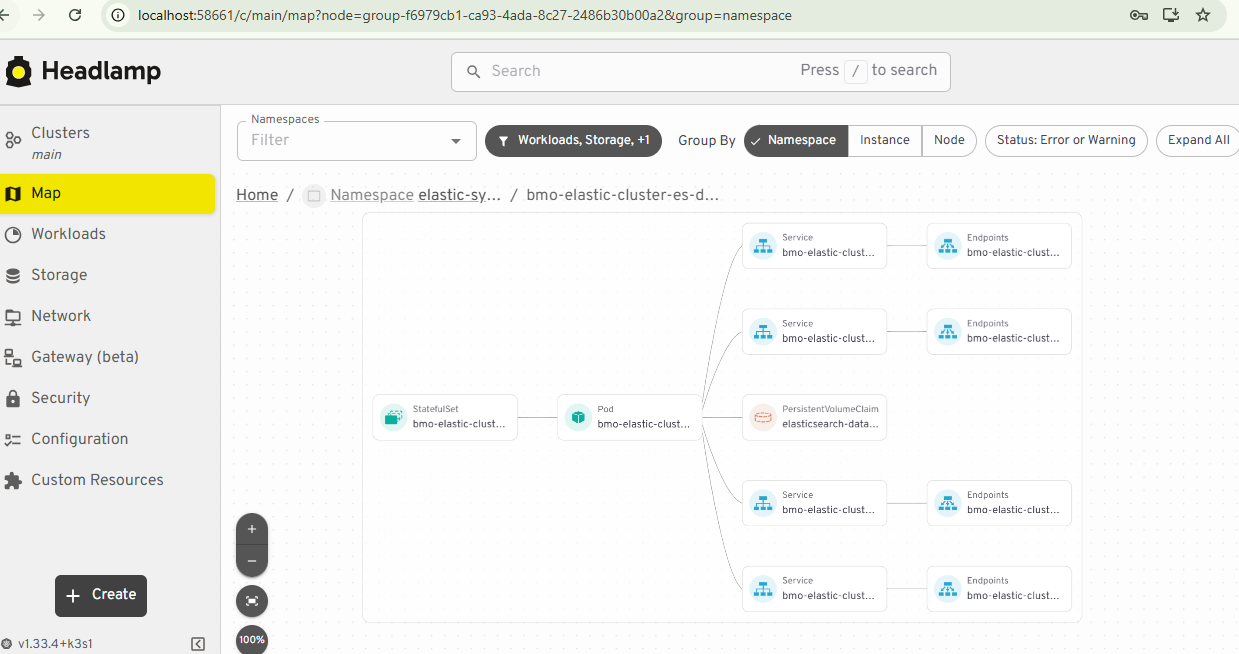 localhost:58661/c/main/map?node=group-f6979cb1-ca93-4ada-8c27-2486b30b00a2&group=namespace
Headlamp
Search
Press / to search
Clusters
main
Map
Workloads
Storage
Network
Gateway (beta)
Security
Configuration
Custom Resources
Create
v1.33.4+k3s1
Namespaces
Filter
Workloads, Storage, +1
Group By
Namespace
Instance
Node
Status: Error or Warning
Expand All
Home / Namespace elastic-sy... / bmo-elastic-cluster-es-d...
Service
bmo-elastic-clust...
Endpoints
bmo-elastic-clust...
Service
bmo-elastic-clust...
Endpoints
bmo-elastic-clust...
StatefulSet
bmo-elastic-clust...
Pod
bmo-elastic-clust...
PersistentVolumeClaim
elasticsearch-data...
Service
bmo-elastic-clust...
Endpoints
bmo-elastic-clust...
Service
bmo-elastic-clust...
Endpoints
bmo-elastic-clust...
+
−
100%